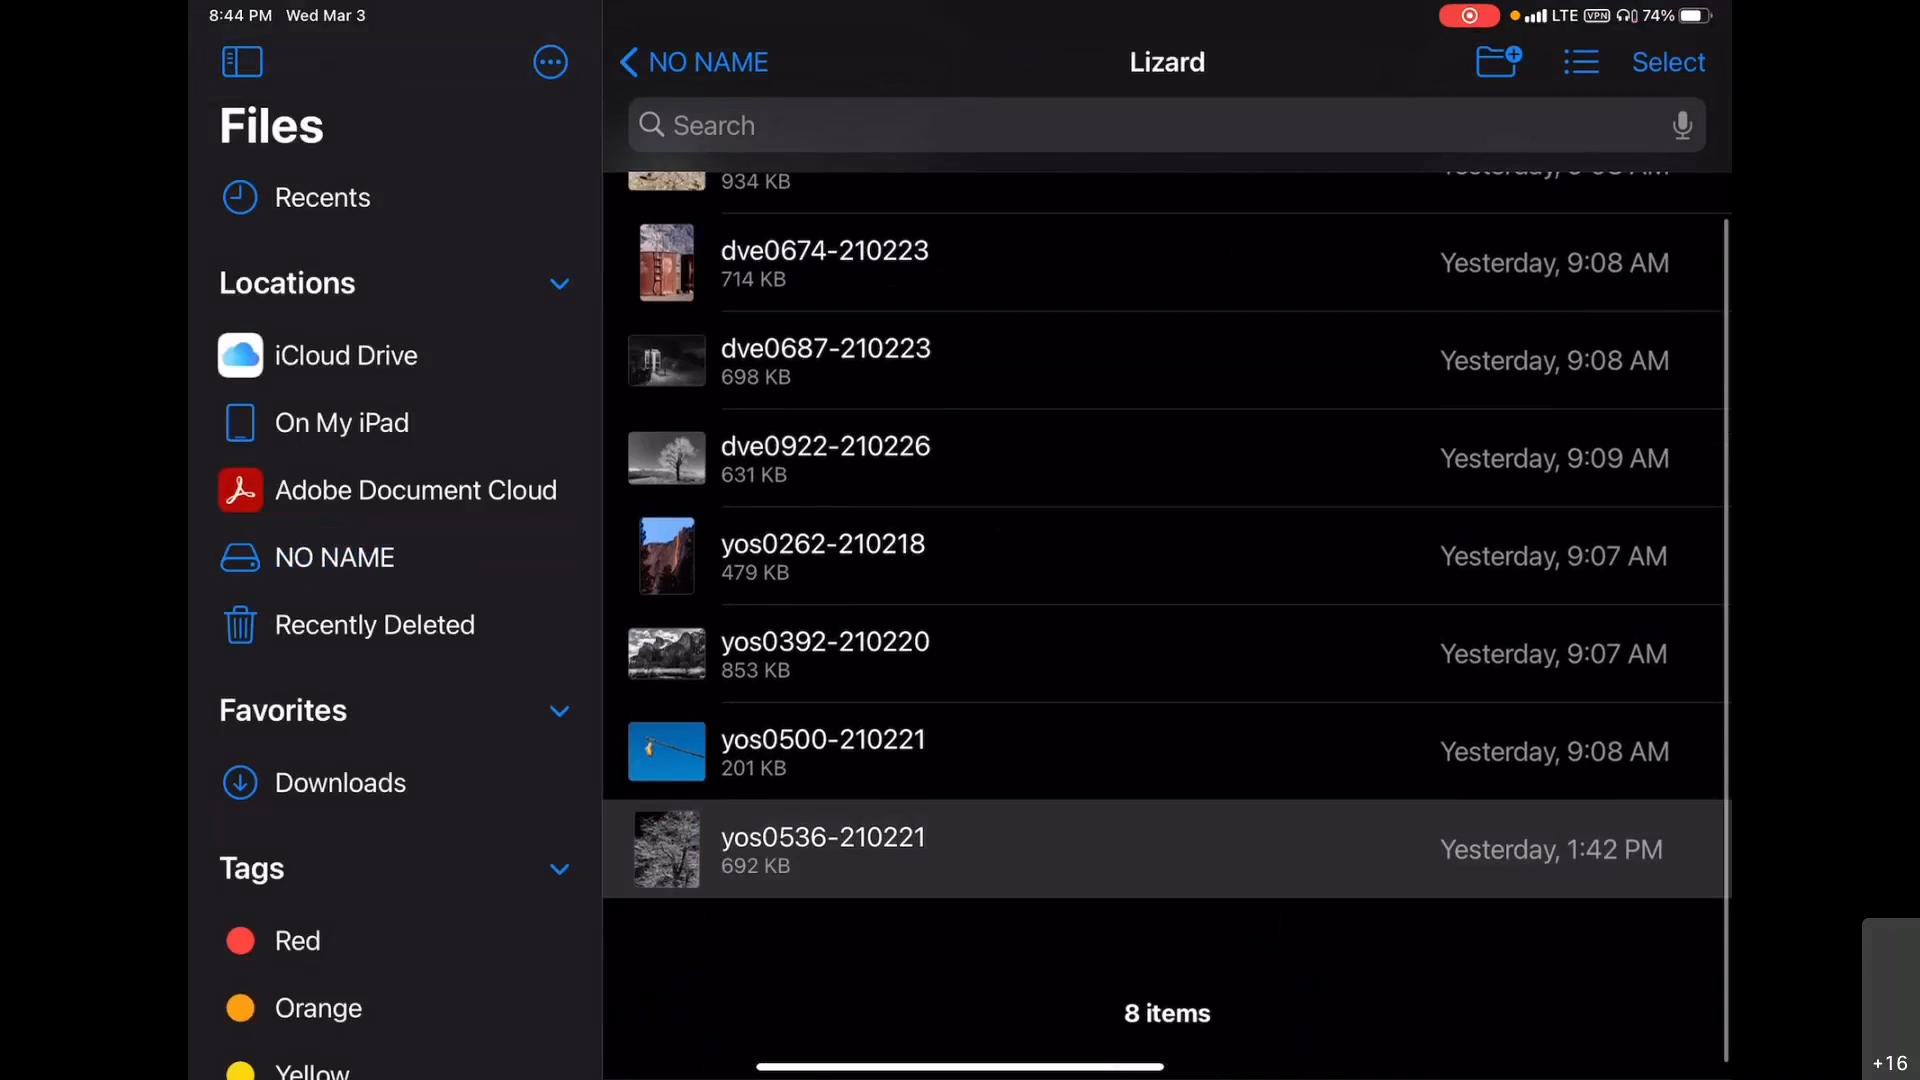 8:44 PM Wed Mar 3
LTE VPN 74%
Files
Recents
Locations
iCloud Drive
On My iPad
Adobe Document Cloud
NO NAME
Recently Deleted
Favorites
Downloads
Tags
Red
Orange
Yellow
NO NAME
Lizard
Select
Search
934 KB
Yesterday, 9:08 AM
dve0674-210223
714 KB
Yesterday, 9:08 AM
dve0687-210223
698 KB
Yesterday, 9:08 AM
dve0922-210226
631 KB
Yesterday, 9:09 AM
yos0262-210218
479 KB
Yesterday, 9:07 AM
yos0392-210220
853 KB
Yesterday, 9:07 AM
yos0500-210221
201 KB
Yesterday, 9:08 AM
yos0536-210221
692 KB
Yesterday, 1:42 PM
8 items
+16